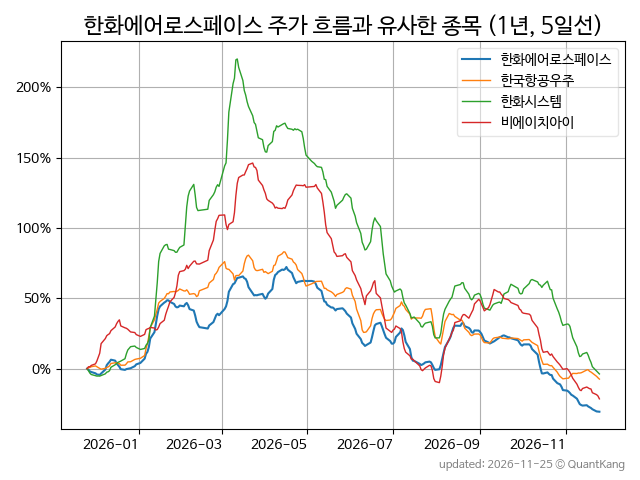 한화에어로스페이스 주가 흐름과 유사한 종목 (1년, 5일선)
한화에어로스페이스
한국항공우주
한화시스템
비에이치아이
200%
150%
100%
50%
0%
2026-01 2026-03 2026-05 2026-07 2026-09 2026-11
updated: 2026-11-25 © QuantKang